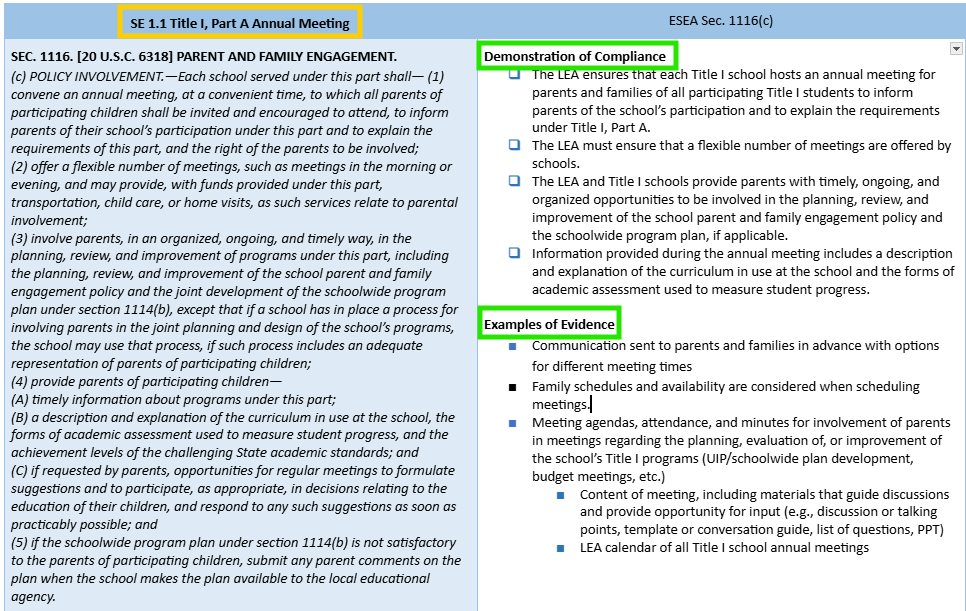 SE 1.1 Title I, Part A Annual Meeting
ESEA Sec. 1116(c)
SEC. 1116. [20 U.S.C. 6318] PARENT AND FAMILY ENGAGEMENT.
(c) POLICY INVOLVEMENT.—Each school served under this part shall— (1)
convene an annual meeting, at a convenient time, to which all parents of
participating children shall be invited and encouraged to attend, to inform
parents of their school's participation under this part and to explain the
requirements of this part, and the right of the parents to be involved;
(2) offer a flexible number of meetings, such as meetings in the morning or
evening, and may provide, with funds provided under this part,
transportation, child care, or home visits, as such services relate to parental
involvement;
(3) involve parents, in an organized, ongoing, and timely way, in the
planning, review, and improvement of programs under this part, including
the planning, review, and improvement of the school parent and family
engagement policy and the joint development of the schoolwide program
plan under section 1114(b), except that if a school has in place a process for
involving parents in the joint planning and design of the school's programs,
the school may use that process, if such process includes an adequate
representation of parents of participating children;
(4) provide parents of participating children—
(A) timely information about programs under this part;
(B) a description and explanation of the curriculum in use at the school, the
forms of academic assessment used to measure student progress, and the
achievement levels of the challenging State academic standards; and
(C) if requested by parents, opportunities for regular meetings to formulate
suggestions and to participate, as appropriate, in decisions relating to the
education of their children, and respond to any such suggestions as soon as
practicably possible; and
(5) if the schoolwide program plan under section 1114(b) is not satisfactory
to the parents of participating children, submit any parent comments on the
plan when the school makes the plan available to the local educational
agency.
Demonstration of Compliance
The LEA ensures that each Title I school hosts an annual meeting for
parents and families of all participating Title I students to inform
parents of the school's participation and to explain the requirements
under Title I, Part A.
The LEA must ensure that a flexible number of meetings are offered by
schools.
The LEA and Title I schools provide parents with timely, ongoing, and
organized opportunities to be involved in the planning, review, and
improvement of the school parent and family engagement policy and
the schoolwide program plan, if applicable.
Information provided during the annual meeting includes a description
and explanation of the curriculum in use at the school and the forms of
academic assessment used to measure student progress.
Examples of Evidence
Communication sent to parents and families in advance with options
for different meeting times
Family schedules and availability are considered when scheduling
meetings.
Meeting agendas, attendance, and minutes for involvement of parents
in meetings regarding the planning, evaluation of, or improvement of
the school's Title I programs (UIP/schoolwide plan development,
budget meetings, etc.)
Content of meeting, including materials that guide discussions
and provide opportunity for input (e.g., discussion or talking
points, template or conversation guide, list of questions, PPT)
LEA calendar of all Title I school annual meetings